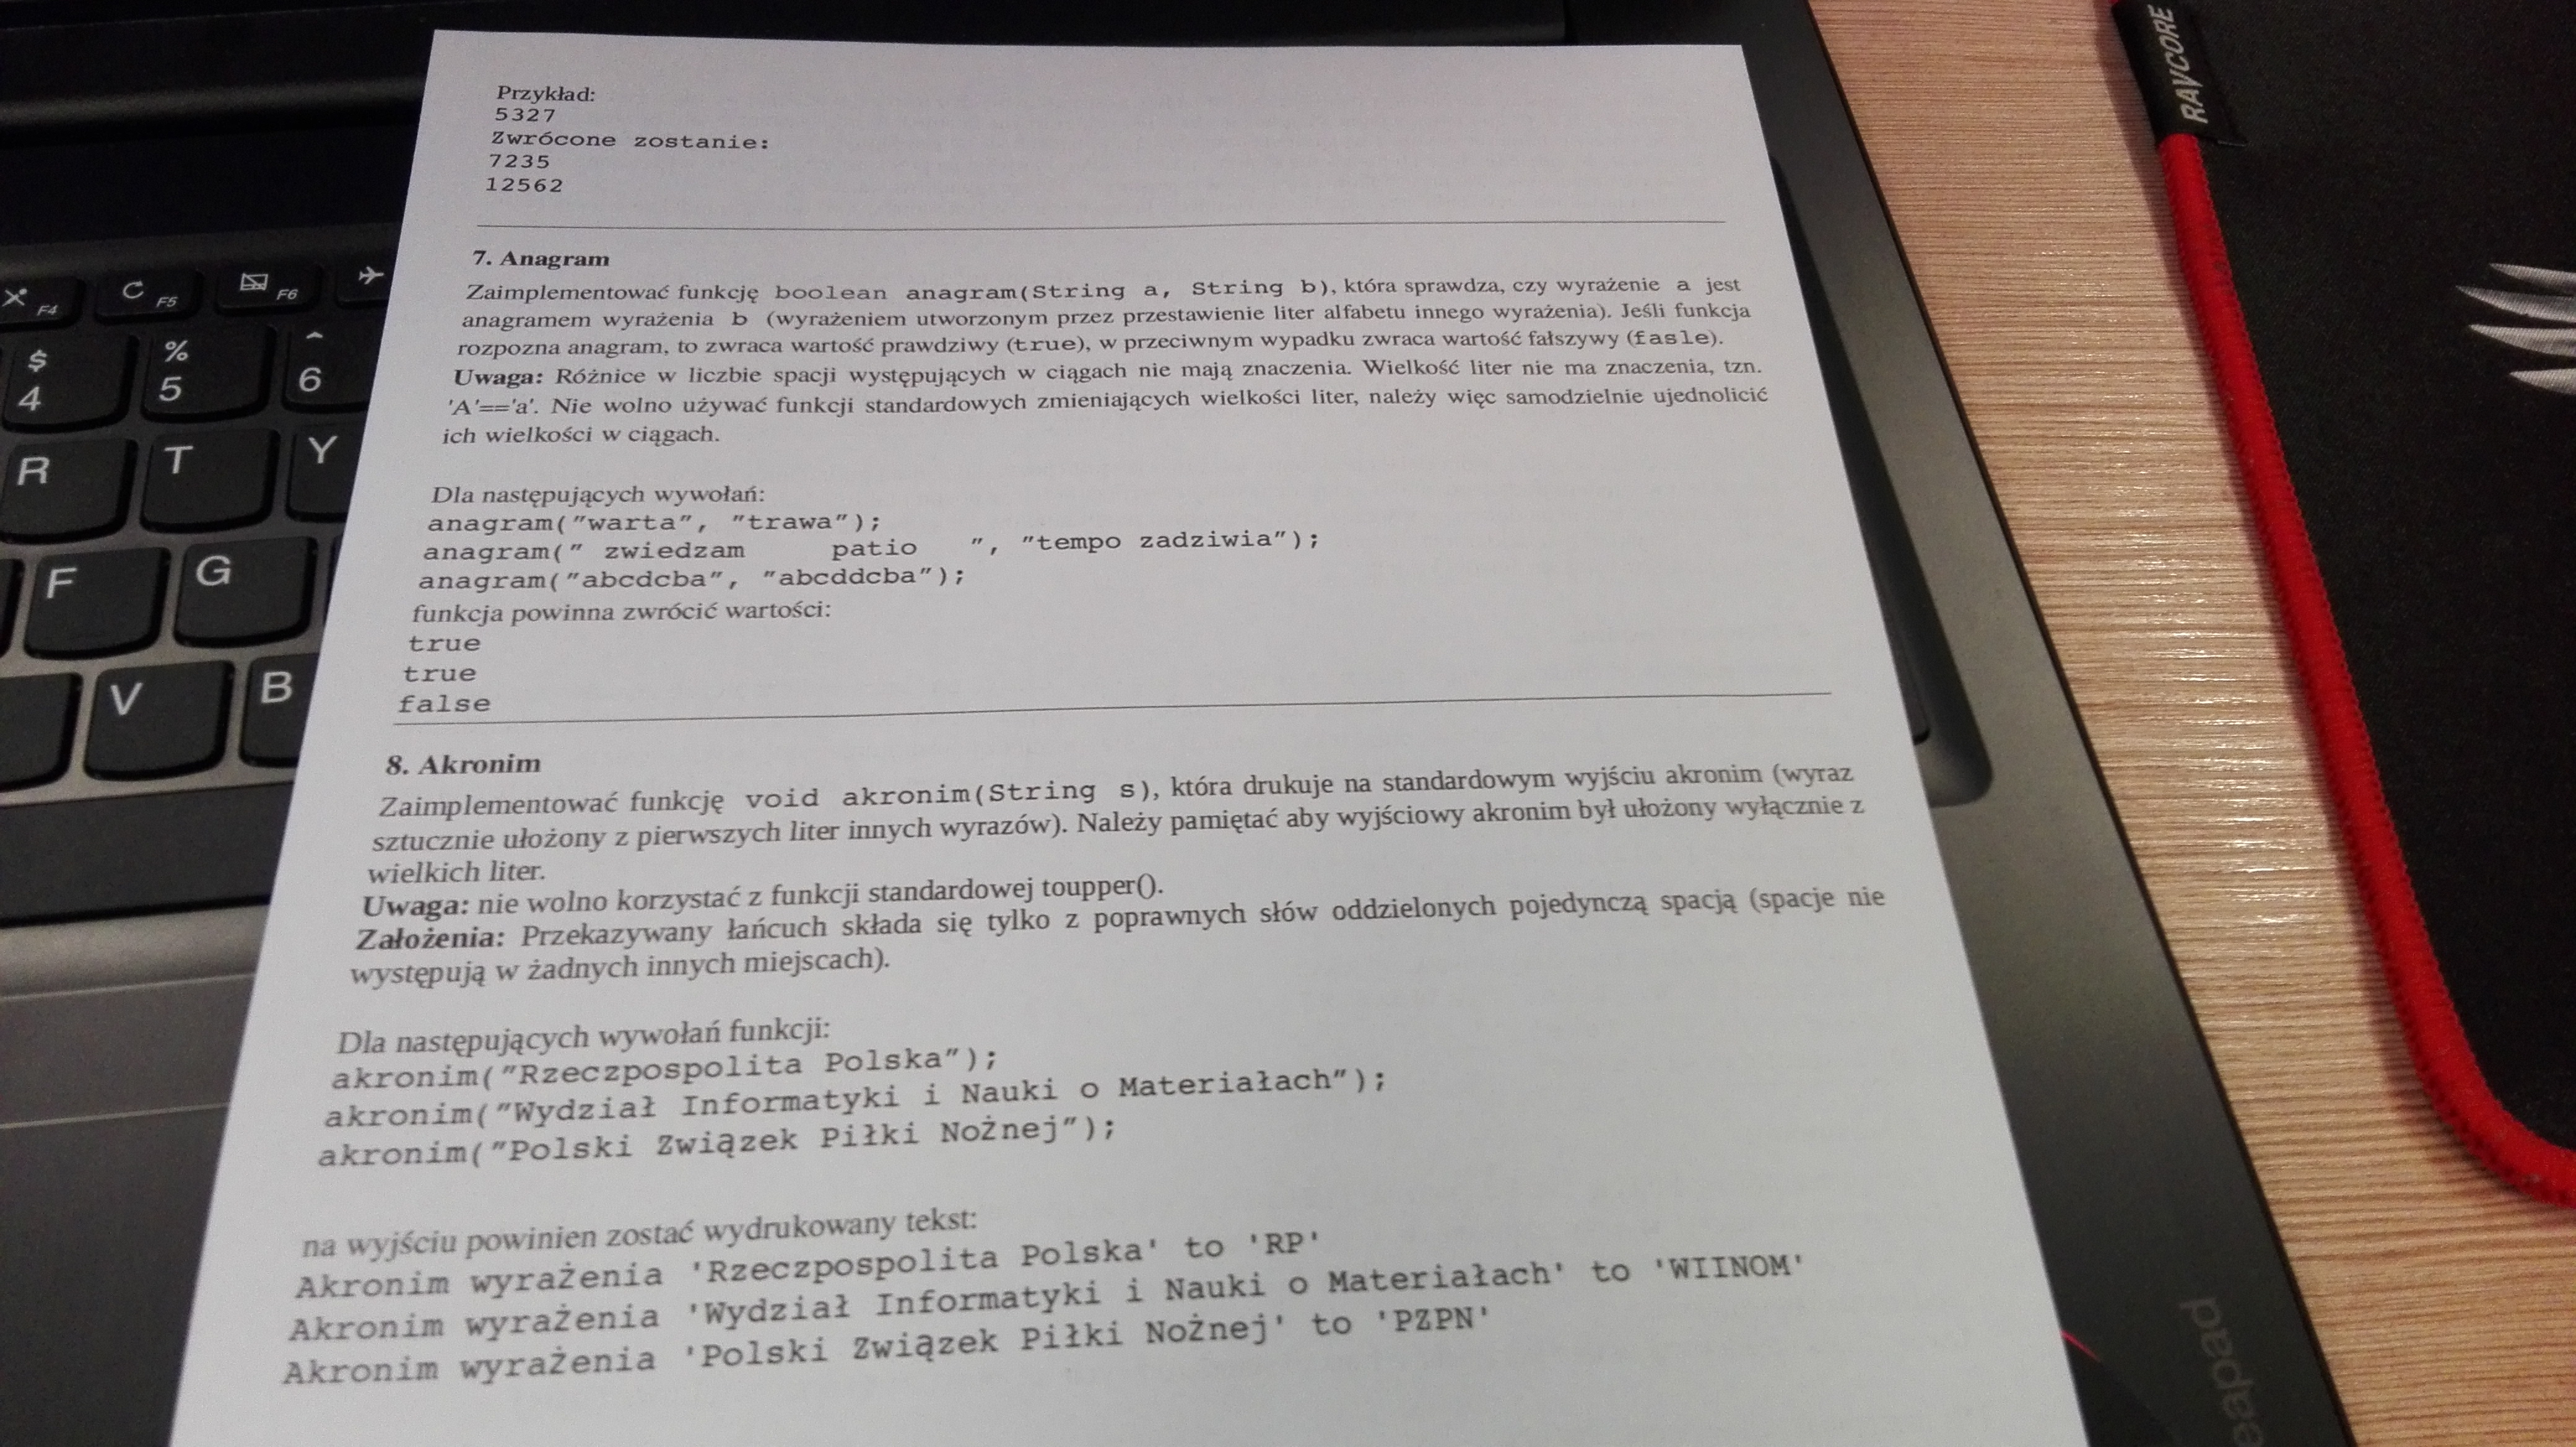 Przykład:
5327
Zwrócone zostanie:
7235
12562
7. Anagram
Zaimplementować funkcję boolean anagram(String a, String b), która sprawdza, czy wyrażenie a jest
anagramem wyrażenia b (wyrażeniem utworzonym przez przestawienie liter alfabetu innego wyrażenia). Jeśli funkcja
rozpozna anagram, to zwraca wartość prawdziwy (true), w przeciwnym wypadku zwraca wartość fałszywy (fasle).
Uwaga: Różnice w liczbie spacji występujących w ciągach nie mają znaczenia. Wielkość liter nie ma znaczenia, tzn.
'A'=='a'. Nie wolno używać funkcji standardowych zmieniających wielkości liter, należy więc samodzielnie ujednolicić
ich wielkości w ciągach.
Dla następujących wywołań:
anagram("warta", "trawa");
anagram(" zwiedzam     patio   ", "tempo zadziwia");
anagram("abcdcba", "abcddcba");
funkcja powinna zwrócić wartości:
true
true
false
8. Akronim
Zaimplementować funkcję void akronim(String s), która drukuje na standardowym wyjściu akronim (wyraz
sztucznie ułożony z pierwszych liter innych wyrazów). Należy pamiętać aby wyjściowy akronim był ułożony wyłącznie z
wielkich liter.
Uwaga: nie wolno korzystać z funkcji standardowej toupper().
Założenia: Przekazywany łańcuch składa się tylko z poprawnych słów oddzielonych pojedynczą spacją (spacje nie
występują w żadnych innych miejscach).
Dla następujących wywołań funkcji:
akronim("Rzeczpospolita Polska");
akronim("Wydział Informatyki i Nauki o Materiałach");
akronim("Polski Związek Piłki Nożnej");
na wyjściu powinien zostać wydrukowany tekst:
Akronim wyrażenia 'Rzeczpospolita Polska' to 'RP'
Akronim wyrażenia 'Wydział Informatyki i Nauki o Materiałach' to 'WIINOM'
Akronim wyrażenia 'Polski Związek Piłki Nożnej' to 'PZPN'
F4
F5
F6
$ 4
% 5
^ 6
R
T
Y
F
G
V
B
RAVCORE
eapad